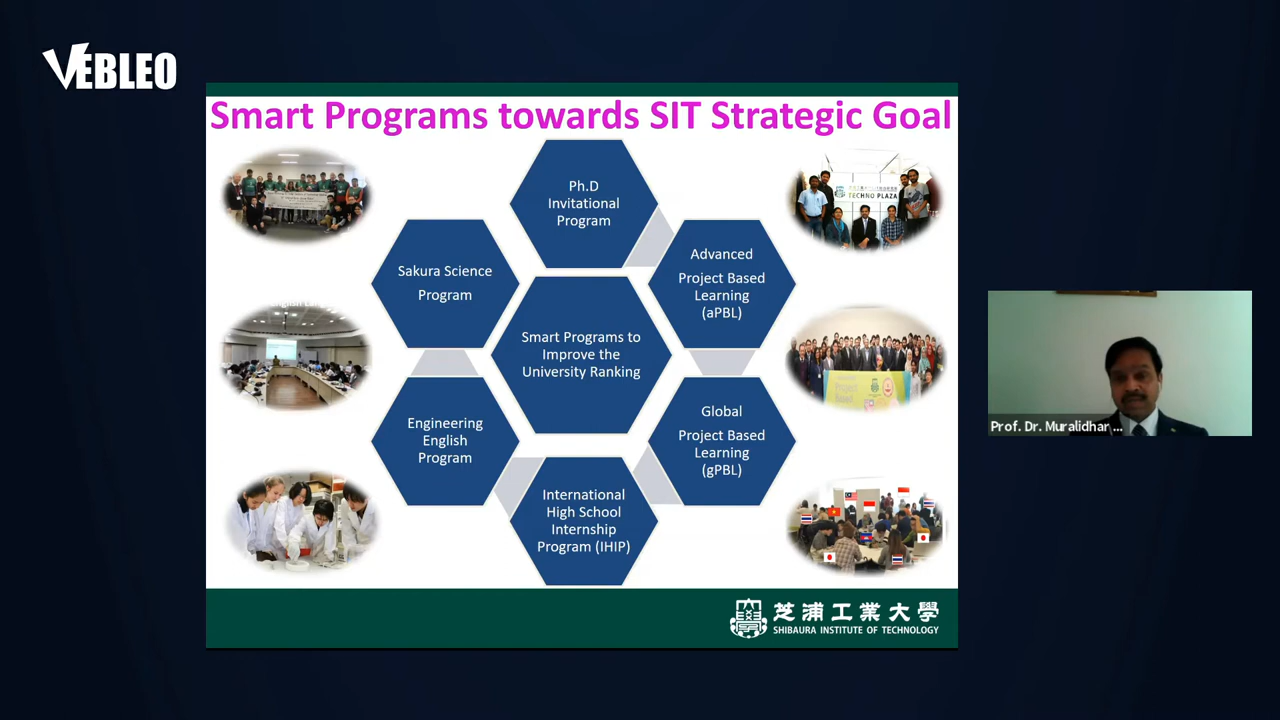 VEBLEO
Smart Programs towards SIT Strategic Goal
Ph.D
Invitational
Program
Advanced
Project Based
Learning
(aPBL)
Global
Project Based
Learning
(gPBL)
International
High School
Internship
Program (IHIP)
Engineering
English
Program
Sakura Science
Program
Smart Programs to
Improve the
University Ranking
TECHNO PLAZA
芝浦工業大學
SHIBAURA INSTITUTE OF TECHNOLOGY
Prof. Dr. Muralidhar ...